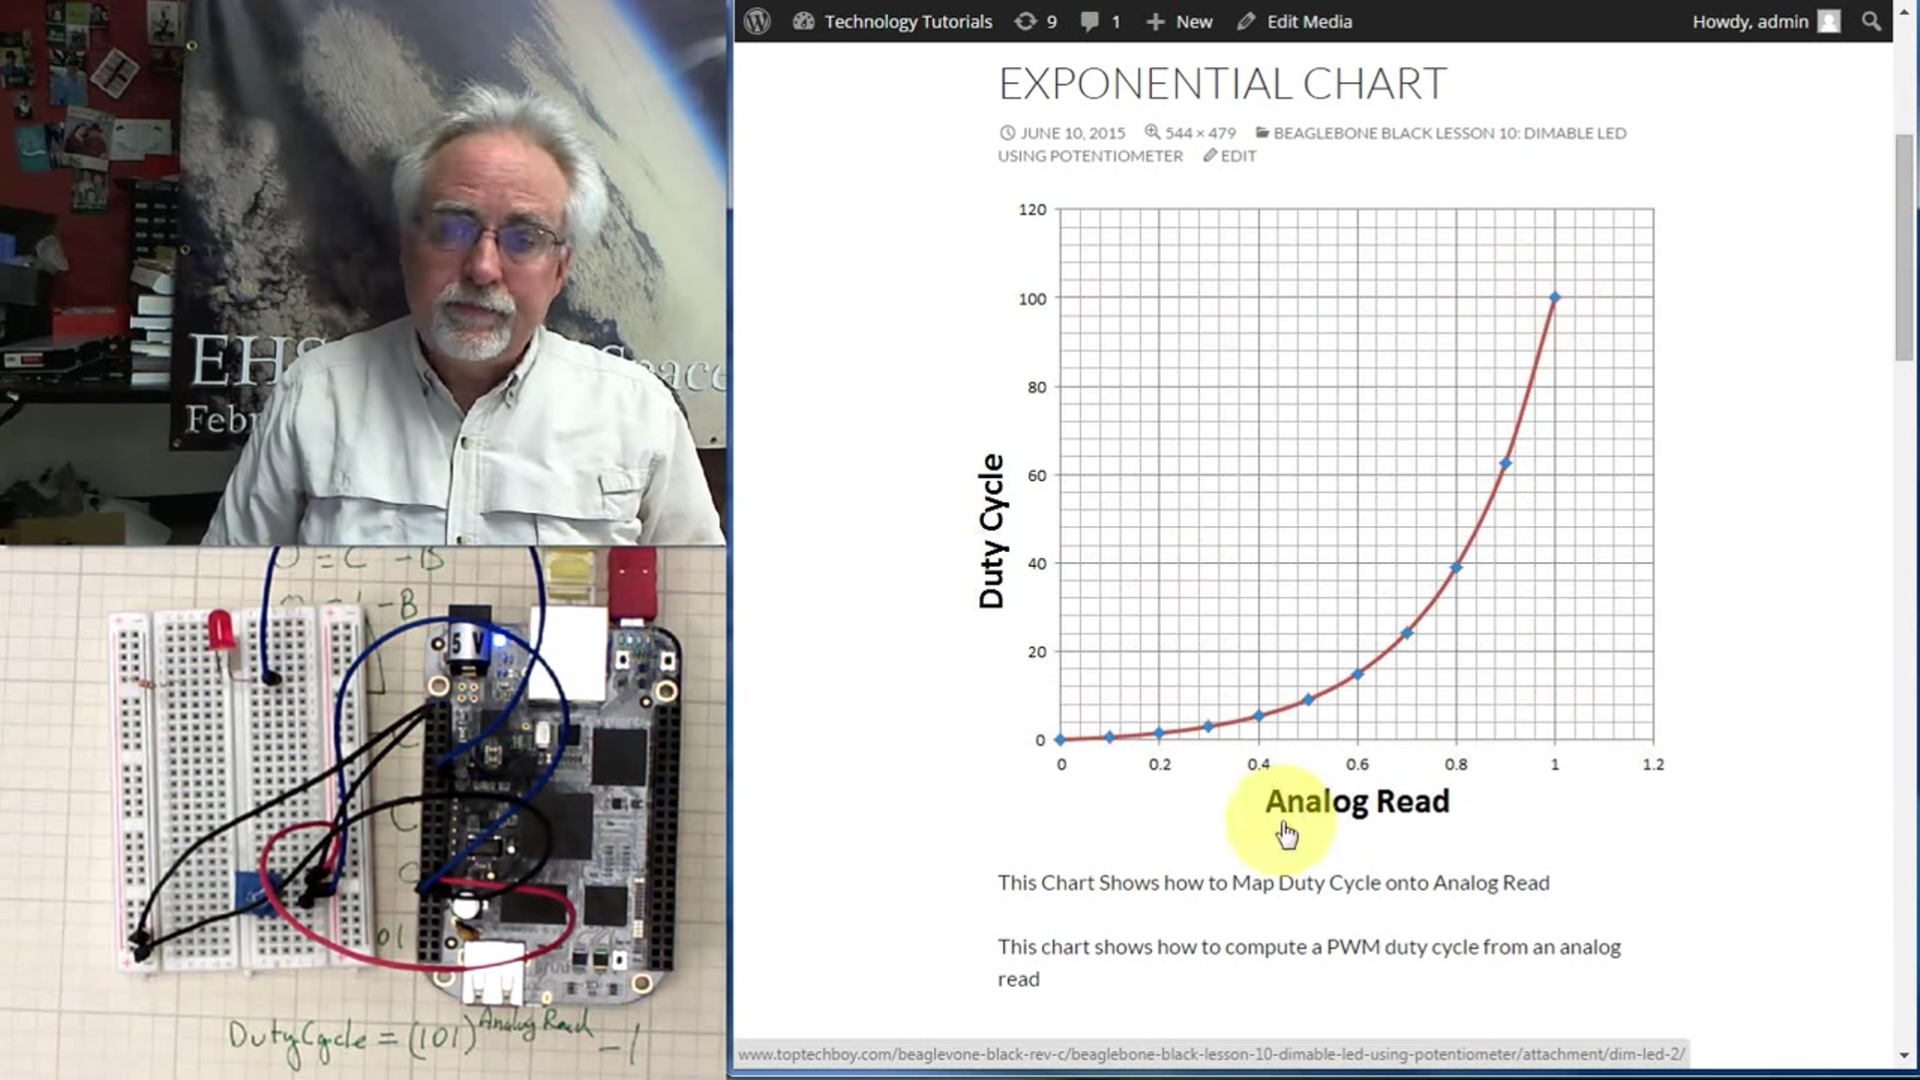 Technology Tutorials 9 1 New Edit Media Howdy, admin
EXPONENTIAL CHART
JUNE 10, 2015 544 × 479 BEAGLEBONE BLACK LESSON 10: DIMABLE LED
USING POTENTIOMETER EDIT
120
100
80
60
40
20
0
Duty Cycle
0 0.2 0.4 0.6 0.8 1 1.2
Analog Read
This Chart Shows how to Map Duty Cycle onto Analog Read
This chart shows how to compute a PWM duty cycle from an analog
read
www.toptechboy.com/beaglevone-black-rev-c/beaglebone-black-lesson-10-dimable-led-using-potentiometer/attachment/dim-led-2/
EHS
Space
Febr
= C - B
- B
5 V
01
DutyCycle = (101)^Analog Read - 1